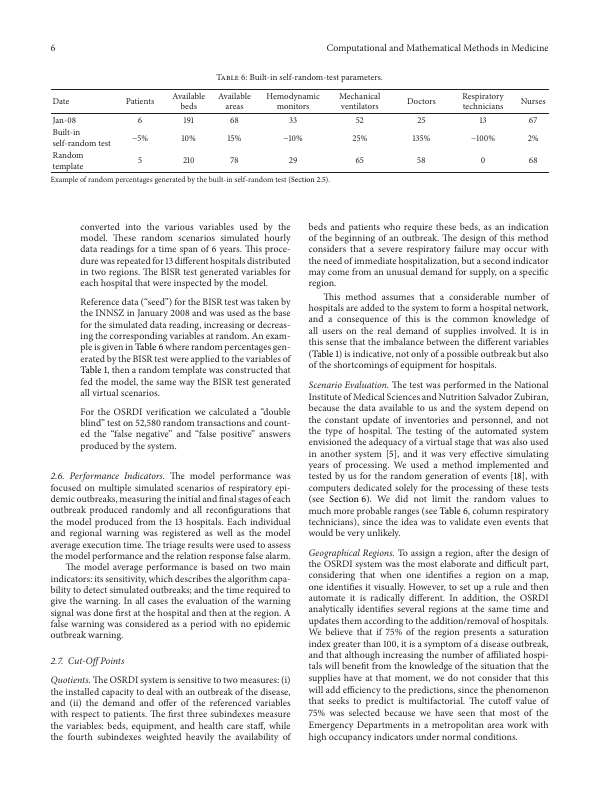 6
Computational and Mathematical Methods in Medicine
Table 6: Built-in self-random-test parameters.
Date Patients Available beds Available areas Hemodynamic monitors Mechanical ventilators Doctors Respiratory technicians Nurses
Jan-08 6 191 68 33 52 25 13 67
Built-in self-random test −5% 10% 15% −10% 25% 135% −100% 2%
Random template 5 210 78 29 65 58 0 68
Example of random percentages generated by the built-in self-random test (Section 2.5).
converted into the various variables used by the
model. These random scenarios simulated hourly
data readings for a time span of 6 years. This proce-
dure was repeated for 13 different hospitals distributed
in two regions. The BISR test generated variables for
each hospital that were inspected by the model.
Reference data (“seed”) for the BISR test was taken by
the INNSZ in January 2008 and was used as the base
for the simulated data reading, increasing or decreas-
ing the corresponding variables at random. An exam-
ple is given in Table 6 where random percentages gen-
erated by the BISR test were applied to the variables of
Table 1, then a random template was constructed that
fed the model, the same way the BISR test generated
all virtual scenarios.
For the OSRDI verification we calculated a “double
blind” test on 52,580 random transactions and count-
ed the “false negative” and “false positive” answers
produced by the system.
2.6. Performance Indicators. The model performance was
focused on multiple simulated scenarios of respiratory epi-
demic outbreaks, measuring the initial and final stages of each
outbreak produced randomly and all reconfigurations that
the model produced from the 13 hospitals. Each individual
and regional warning was registered as well as the model
average execution time. The triage results were used to assess
the model performance and the relation response false alarm.
The model average performance is based on two main
indicators: its sensitivity, which describes the algorithm capa-
bility to detect simulated outbreaks; and the time required to
give the warning. In all cases the evaluation of the warning
signal was done first at the hospital and then at the region. A
false warning was considered as a period with no epidemic
outbreak warning.
2.7. Cut-Off Points
Quotients. The OSRDI system is sensitive to two measures: (i)
the installed capacity to deal with an outbreak of the disease,
and (ii) the demand and offer of the referenced variables
with respect to patients. The first three subindexes measure
the variables: beds, equipment, and health care staff, while
the fourth subindexes weighted heavily the availability of
beds and patients who require these beds, as an indication
of the beginning of an outbreak. The design of this method
considers that a severe respiratory failure may occur with
the need of immediate hospitalization, but a second indicator
may come from an unusual demand for supply, on a specific
region.
This method assumes that a considerable number of
hospitals are added to the system to form a hospital network,
and a consequence of this is the common knowledge of
all users on the real demand of supplies involved. It is in
this sense that the imbalance between the different variables
(Table 1) is indicative, not only of a possible outbreak but also
of the shortcomings of equipment for hospitals.
Scenario Evaluation. The test was performed in the National
Institute of Medical Sciences and Nutrition Salvador Zubiran,
because the data available to us and the system depend on
the constant update of inventories and personnel, and not
the type of hospital. The testing of the automated system
envisioned the adequacy of a virtual stage that was also used
in another system [5], and it was very effective simulating
years of processing. We used a method implemented and
tested by us for the random generation of events [18], with
computers dedicated solely for the processing of these tests
(see Section 6). We did not limit the random values to
much more probable ranges (see Table 6, column respiratory
technicians), since the idea was to validate even events that
would be very unlikely.
Geographical Regions. To assign a region, after the design of
the OSRDI system was the most elaborate and difficult part,
considering that when one identifies a region on a map,
one identifies it visually. However, to set up a rule and then
automate it is radically different. In addition, the OSRDI
analytically identifies several regions at the same time and
updates them according to the addition/removal of hospitals.
We believe that if 75% of the region presents a saturation
index greater than 100, it is a symptom of a disease outbreak,
and that although increasing the number of affiliated hospi-
tals will benefit from the knowledge of the situation that the
supplies have at that moment, we do not consider that this
will add efficiency to the predictions, since the phenomenon
that seeks to predict is multifactorial. The cutoff value of
75% was selected because we have seen that most of the
Emergency Departments in a metropolitan area work with
high occupancy indicators under normal conditions.